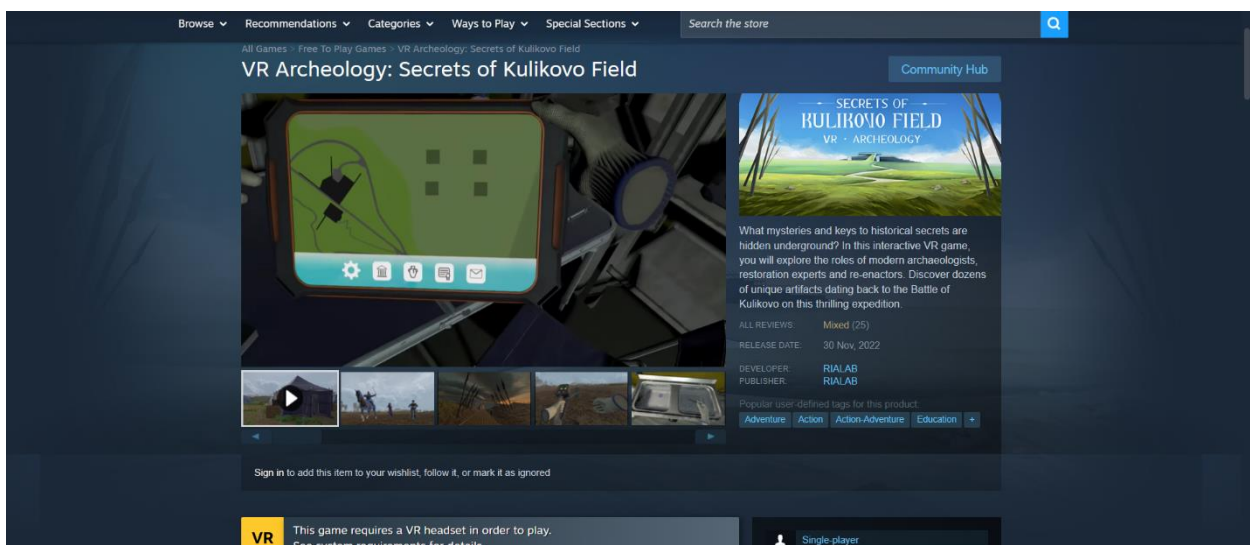 Browse Recommendations Categories Ways to Play Special Sections Search the store
All Games > Free To Play Games > VR Archeology: Secrets of Kulikovo Field
VR Archeology: Secrets of Kulikovo Field
Community Hub
SECRETS OF
KULIKOVO FIELD
VR · ARCHEOLOGY
What mysteries and keys to historical secrets are
hidden underground? In this interactive VR game,
you will explore the roles of modern archaeologists,
restoration experts and re-enactors. Discover dozens
of unique artifacts dating back to the Battle of
Kulikovo on this thrilling expedition.
ALL REVIEWS: Mixed (25)
RELEASE DATE: 30 Nov, 2022
DEVELOPER: RIALAB
PUBLISHER: RIALAB
Popular user-defined tags for this product:
Adventure Action Action-Adventure Education +
Sign in to add this item to your wishlist, follow it, or mark it as ignored
VR
This game requires a VR headset in order to play.
See system requirements for details.
Single-player